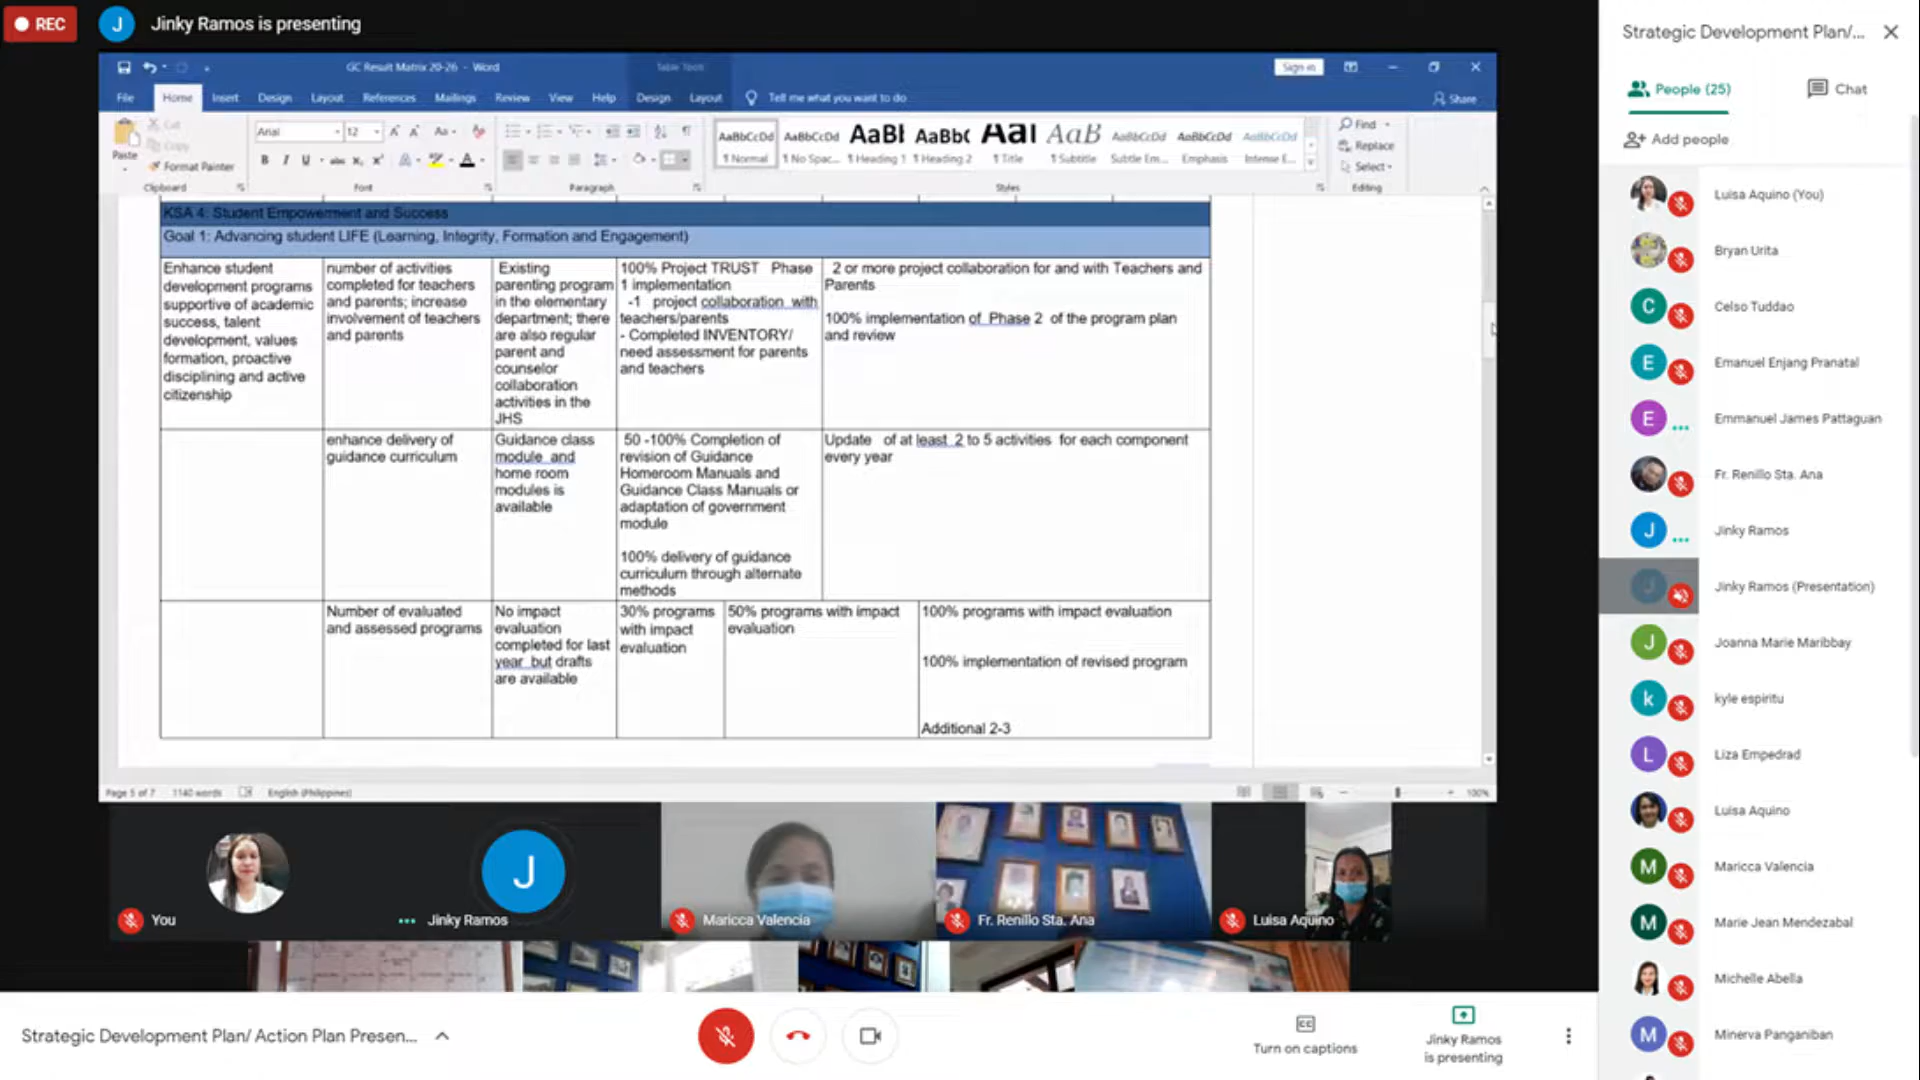 REC
J
Jinky Ramos is presenting
GC Result Matrix 20-26 - Word
Table Tools
Sign in
File
Home
Insert
Design
Layout
References
Mailings
Review
View
Help
Design
Layout
Tell me what you want to do
Share
Paste
Cut
Copy
Format Painter
Clipboard
Arial
12
Font
Paragraph
AaBbCcDd
¶ Normal
AaBbCcDd
¶ No Spac...
AaBl
¶ Heading 1
AaBb(
¶ Heading 2
AaI
¶ Title
AaB
¶ Subtitle
AaBbCcDd
Subtle Em...
AaBbCcDd
Emphasis
AaBbCcDd
Intense E...
Styles
Find
Replace
Select
Editing
KSA 4: Student Empowerment and Success
Goal 1: Advancing student LIFE (Learning, Integrity, Formation and Engagement)
Enhance student
development programs
supportive of academic
success, talent
development, values
formation, proactive
disciplining and active
citizenship
number of activities
completed for teachers
and parents; increase
involvement of teachers
and parents
Existing
parenting program
in the elementary
department; there
are also regular
parent and
counselor
collaboration
activities in the
JHS
100% Project TRUST Phase
1 implementation
-1 project collaboration with
teachers/parents
- Completed INVENTORY/
need assessment for parents
and teachers
2 or more project collaboration for and with Teachers and
Parents
100% implementation of Phase 2 of the program plan
and review
enhance delivery of
guidance curriculum
Guidance class
module and
home room
modules is
available
50 -100% Completion of
revision of Guidance
Homeroom Manuals and
Guidance Class Manuals or
adaptation of government
module
100% delivery of guidance
curriculum through alternate
methods
Update of at least 2 to 5 activities for each component
every year
Number of evaluated
and assessed programs
No impact
evaluation
completed for last
year but drafts
are available
30% programs
with impact
evaluation
50% programs with impact
evaluation
100% programs with impact evaluation
100% implementation of revised program
Additional 2-3
Page 5 of 7
1140 words
English (Philippines)
100%
You
J
Jinky Ramos
Maricca Valencia
Fr. Renillo Sta. Ana
Luisa Aquino
Strategic Development Plan/ Action Plan Presen...
Turn on captions
Jinky Ramos
is presenting
Strategic Development Plan/...
People (25)
Chat
Add people
Luisa Aquino (You)
Bryan Urita
C
Celso Tuddao
E
Emanuel Enjang Pranatal
E
Emmanuel James Pattaguan
Fr. Renillo Sta. Ana
J
Jinky Ramos
J
Jinky Ramos (Presentation)
J
Joanna Marie Maribbay
k
kyle espiritu
L
Liza Empedrad
Luisa Aquino
M
Maricca Valencia
M
Marie Jean Mendezabal
Michelle Abella
M
Minerva Panganiban